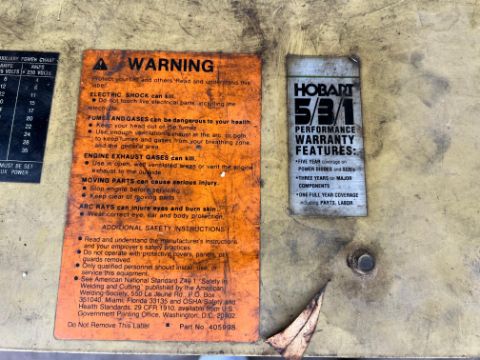 AUXILIARY POWER CHART
AMPS
@ 115 VOLTS
AMPS
@ 230 VOLTS
MUST BE SET
WARNING
Protect yourself and others. Read and understand this
label.
ELECTRIC SHOCK can kill.
• Do not touch live electrical parts including the
electrode.
FUMES AND GASES can be dangerous to your health.
• Keep your head out of the fumes.
• Use enough ventilation, exhaust at the arc, or both,
to keep fumes and gases from your breathing zone
and the general area.
ENGINE EXHAUST GASES can kill.
• Use in open, well ventilated areas or vent the engine
exhaust to the outside.
MOVING PARTS can cause serious injury.
• Stop engine before servicing.
• Keep clear of moving parts.
ARC RAYS can injure eyes and burn skin.
• Wear correct eye, ear and body protection.
ADDITIONAL SAFETY INSTRUCTIONS
• Read and understand the manufacturer's instructions
and your employer's safety practices.
• Do not operate with protective covers, panels, or
guards removed.
• Only qualified personnel should install, use, or
service this equipment.
• See American National Standard Z49.1 "Safety in
Welding and Cutting" published by the American
Welding Society, 550 Le Jeune Rd., P.O. Box
351040, Miami, Florida 33135 and OSHA Safety and
Health Standards, 29 CFR 1910, available from U.S.
Government Printing Office, Washington, D.C. 20402
Do Not Remove This Label • Part No. 405998
HOBART
5/3/1
PERFORMANCE
WARRANTY
FEATURES:
• FIVE YEAR coverage on
POWER DIODES and SCR's
• THREE YEARS on MAJOR
COMPONENTS
• ONE FULL YEAR COVERAGE
including PARTS, LABOR